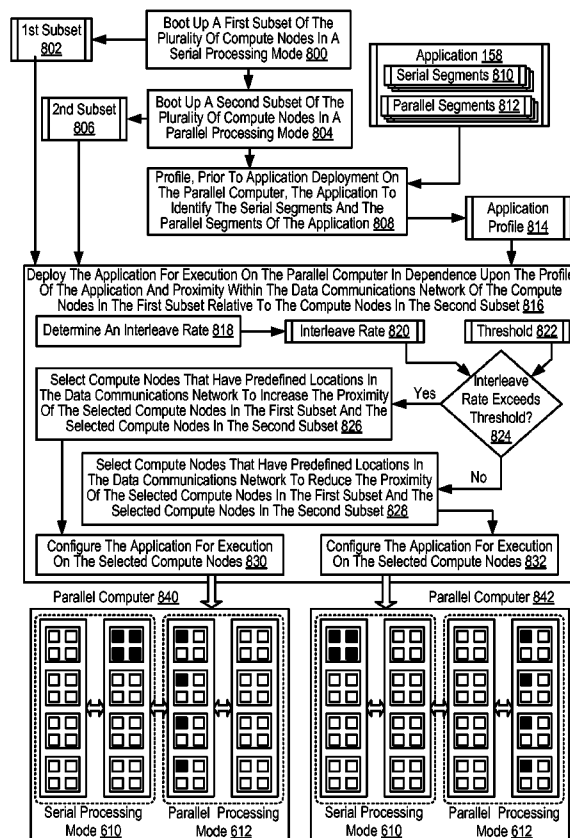 1st Subset
802
Boot Up A First Subset Of The
Plurality Of Compute Nodes In A
Serial Processing Mode 800
2nd Subset
806
Boot Up A Second Subset Of The
Plurality Of Compute Nodes In A
Parallel Processing Mode 804
Application 158
Serial Segments 810
Parallel Segments 812
Profile, Prior To Application Deployment On
The Parallel Computer, The Application To
Identify The Serial Segments And The
Parallel Segments Of The Application 808
Application
Profile 814
Deploy The Application For Execution On The Parallel Computer In Dependence Upon The Profile
Of The Application And Proximity Within The Data Communications Network Of The Compute
Nodes In The First Subset Relative To The Compute Nodes In The Second Subset 816
Determine An Interleave Rate 818
Interleave Rate 820
Threshold 822
Interleave
Rate Exceeds
Threshold?
824
Yes
No
Select Compute Nodes That Have Predefined Locations In
The Data Communications Network To Increase The Proximity
Of The Selected Compute Nodes In The First Subset And The
Selected Compute Nodes In The Second Subset 826
Select Compute Nodes That Have Predefined Locations In
The Data Communications Network To Reduce The Proximity
Of The Selected Compute Nodes In The First Subset And The
Selected Compute Nodes In The Second Subset 828
Configure The Application For Execution
On The Selected Compute Nodes 830
Configure The Application For Execution
On The Selected Compute Nodes 832
Parallel Computer 840
Parallel Computer 842
Serial Processing
Mode 610
Parallel Processing
Mode 612
Serial Processing
Mode 610
Parallel Processing
Mode 612